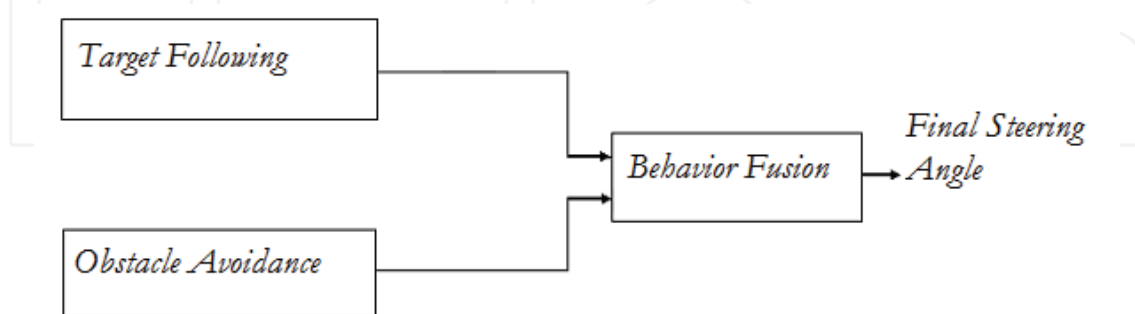 Target Following
Final Steering
Angle
Behavior Fusion
Obstacle Avoidance